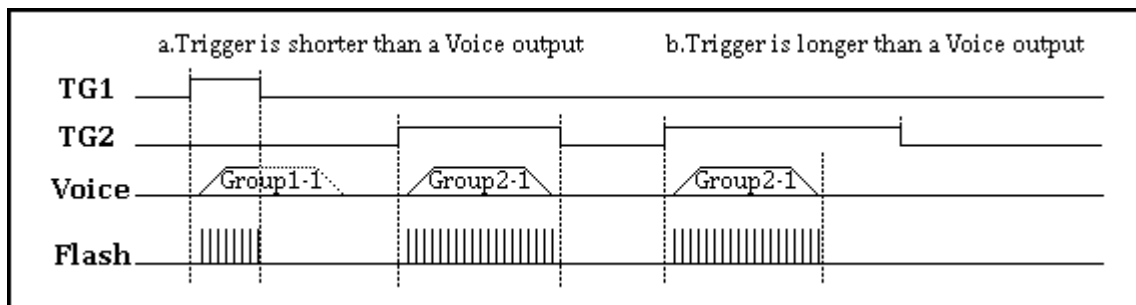 a.Trigger is shorter than a Voice output b.Trigger is longer than a Voice output
TG1
TG2
Voice Group1-1 Group2-1 Group2-1
Flash